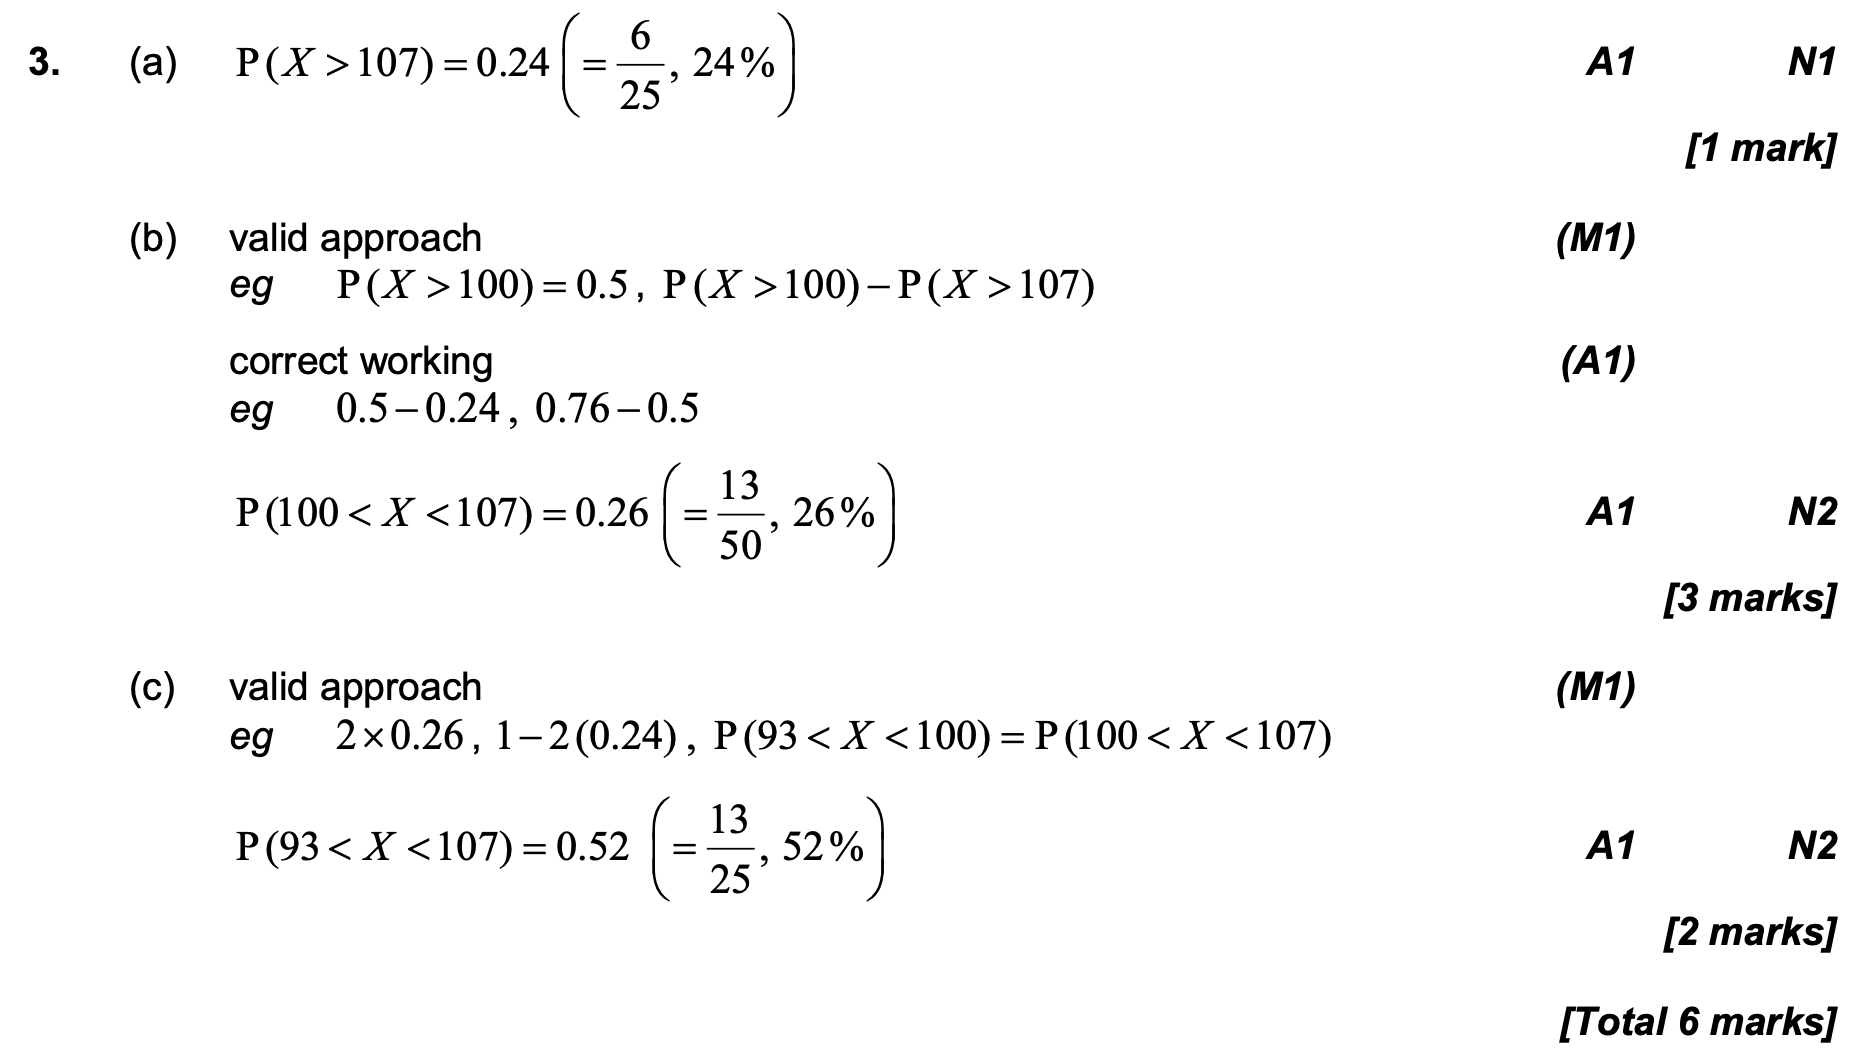 3. (a) P(X > 107) = 0.24 (= 6/25, 24%) A1 N1
[1 mark]
(b) valid approach (M1)
eg P(X > 100) = 0.5, P(X > 100) – P(X > 107)
correct working (A1)
eg 0.5 – 0.24, 0.76 – 0.5
P(100 < X < 107) = 0.26 (= 13/50, 26%) A1 N2
[3 marks]
(c) valid approach (M1)
eg 2 × 0.26, 1 – 2(0.24), P(93 < X < 100) = P(100 < X < 107)
P(93 < X < 107) = 0.52 (= 13/25, 52%) A1 N2
[2 marks]
[Total 6 marks]